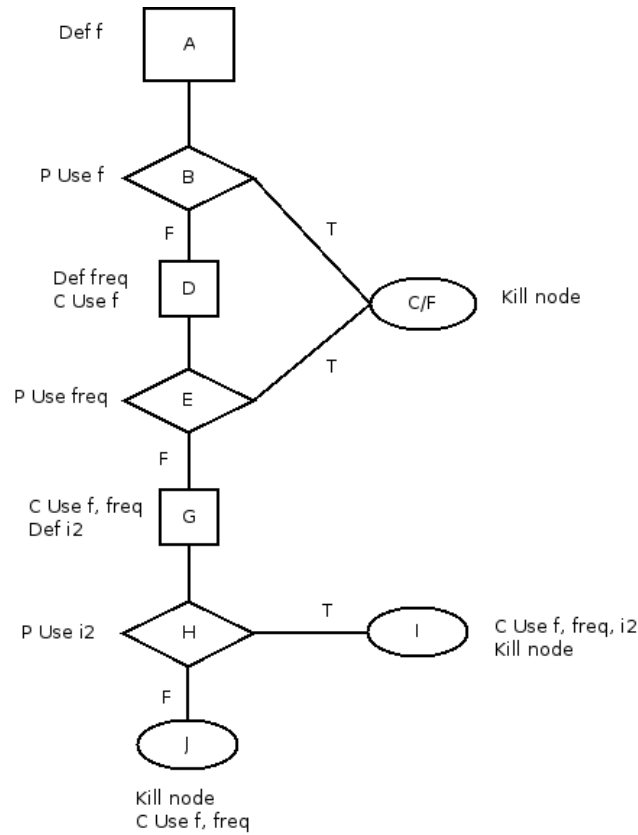 Def f
A
P Use f
B
T
F
Def freq
C Use f
D
C/F
Kill node
T
P Use freq
E
F
C Use f, freq
Def i2
G
P Use i2
H
T
I
C Use f, freq, i2
Kill node
F
J
Kill node
C Use f, freq